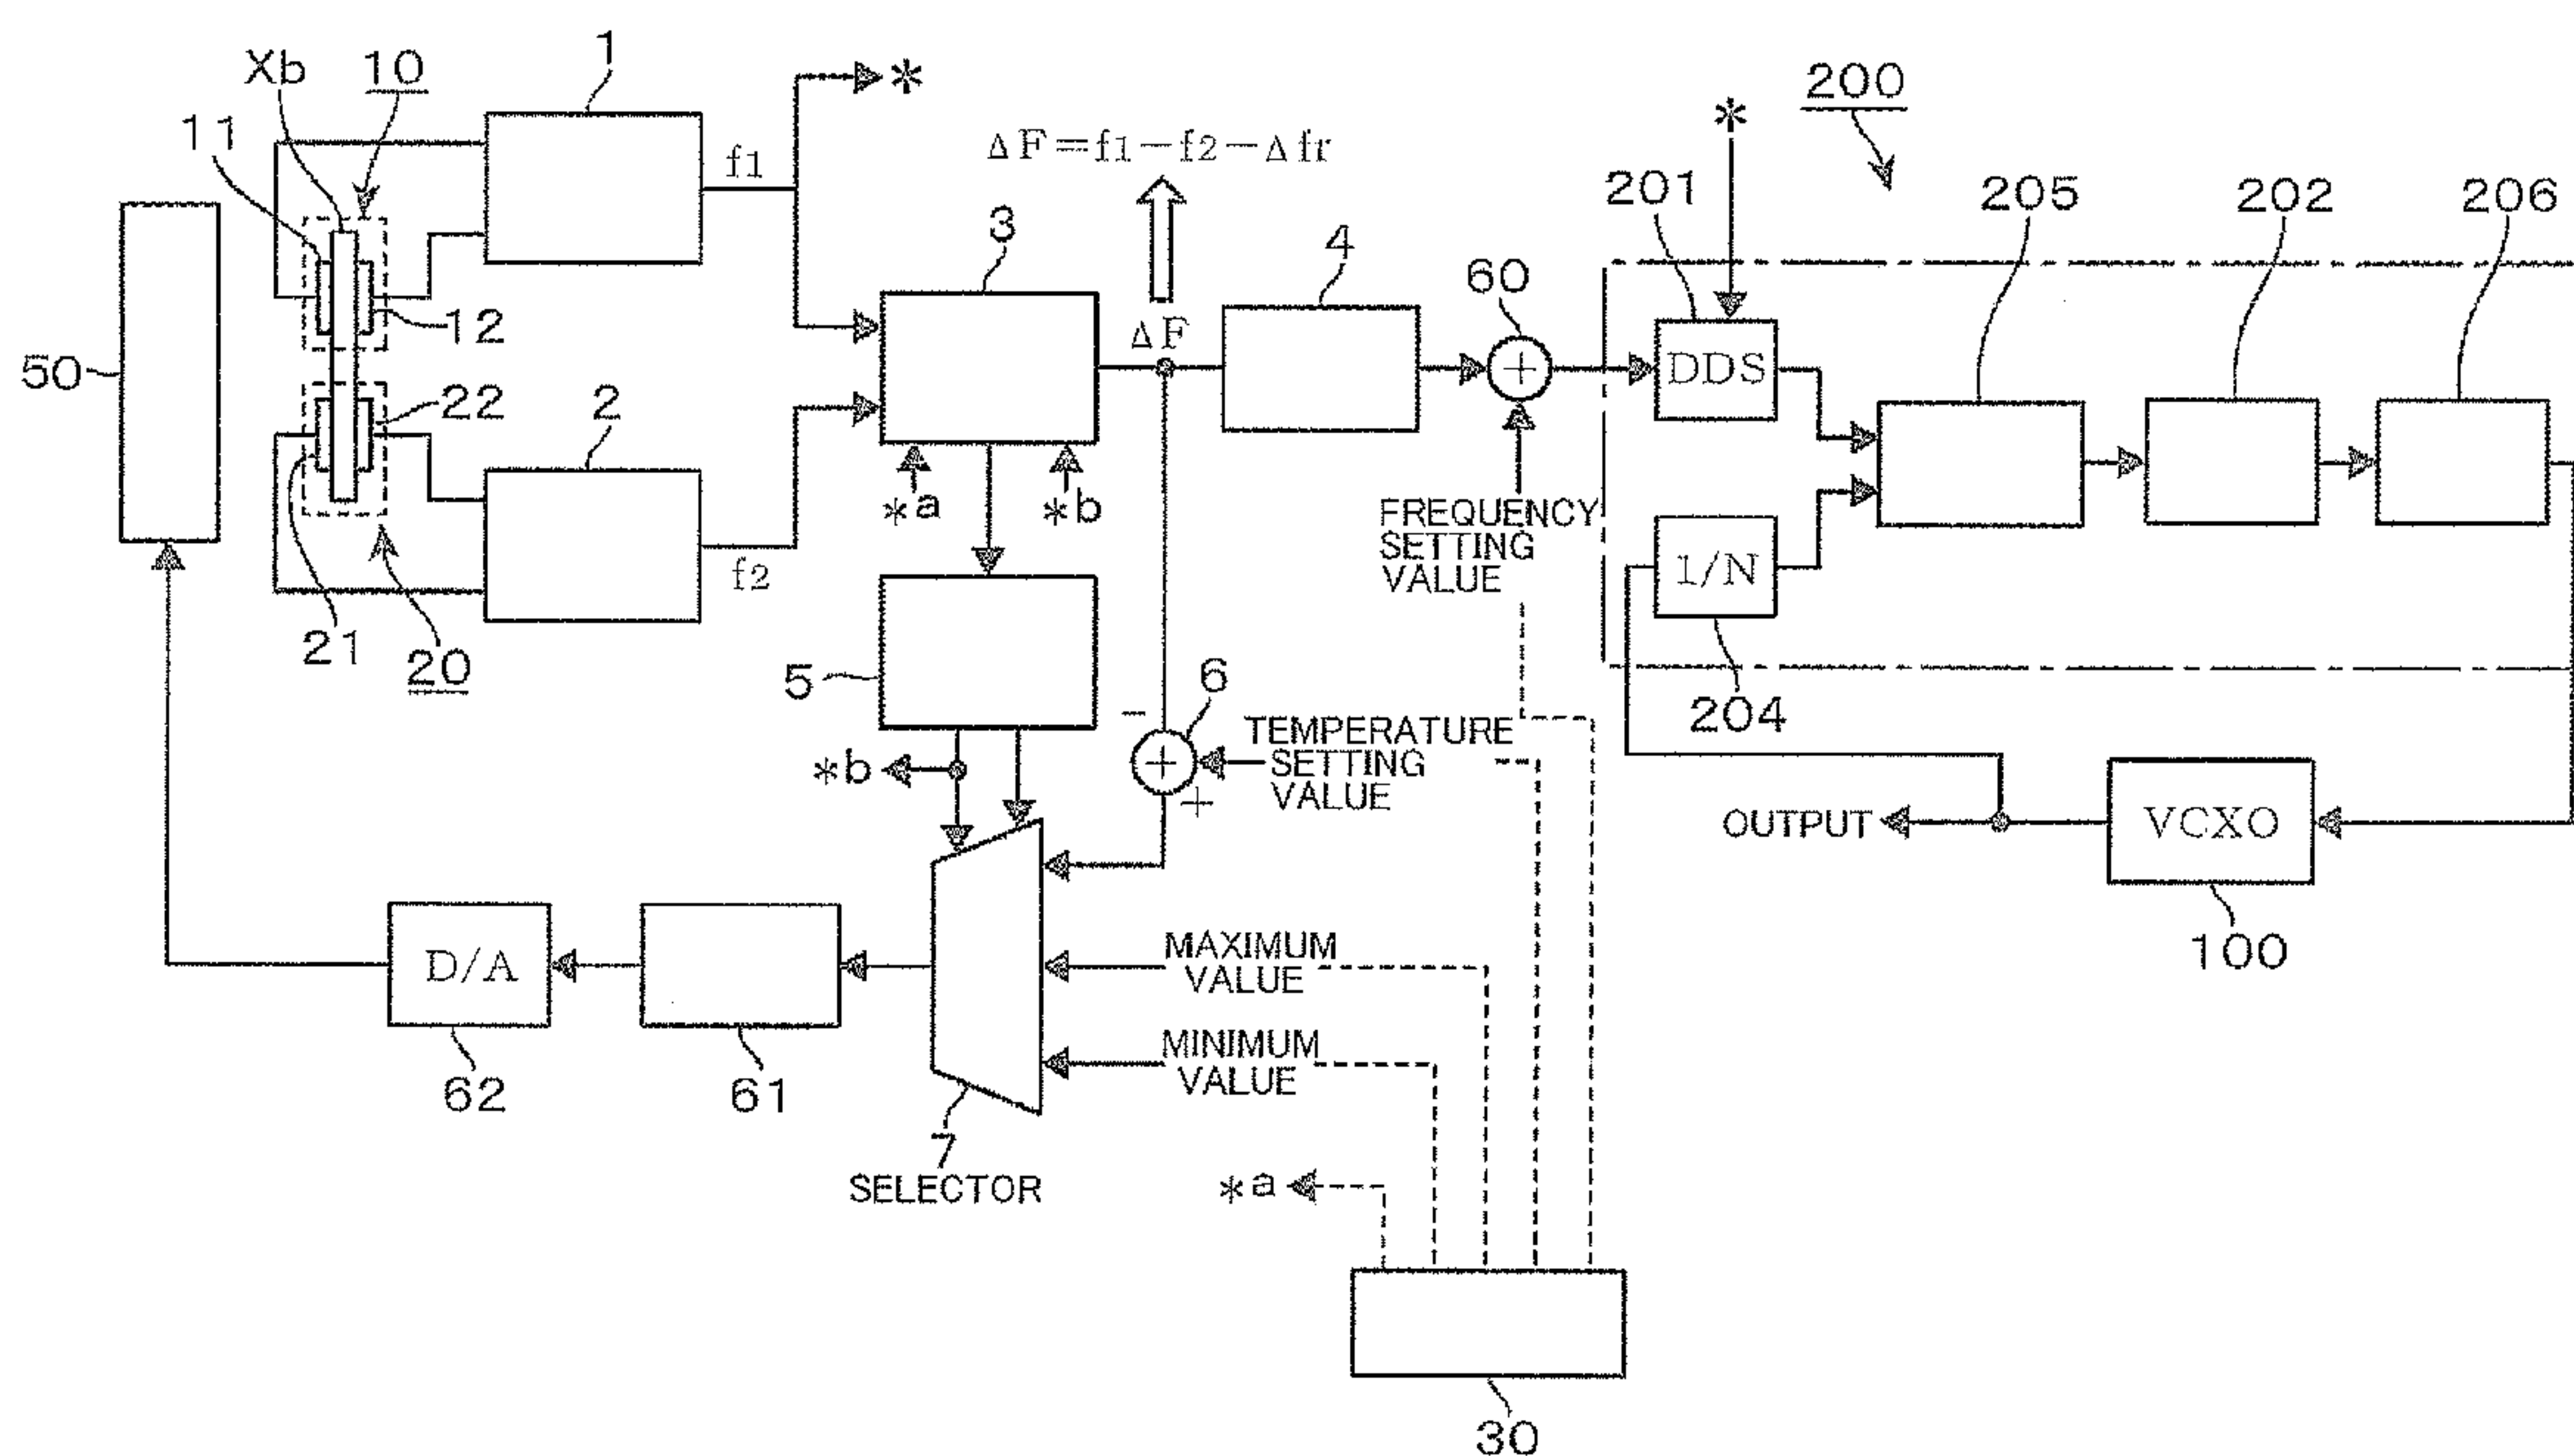 Xb
10
1
*
200
11
f1
ΔF=f1−f2−Δfr
*
201
205
202
206
3
4
60
12
50
ΔF
DDS
+
22
2
*a
*b
FREQUENCY
SETTING
VALUE
1/N
f2
21
20
5
6
204
−
TEMPERATURE
SETTING
VALUE
*b
+
+
OUTPUT
VCXO
100
MAXIMUM
VALUE
D/A
MINIMUM
VALUE
62
61
7
SELECTOR
*a
30